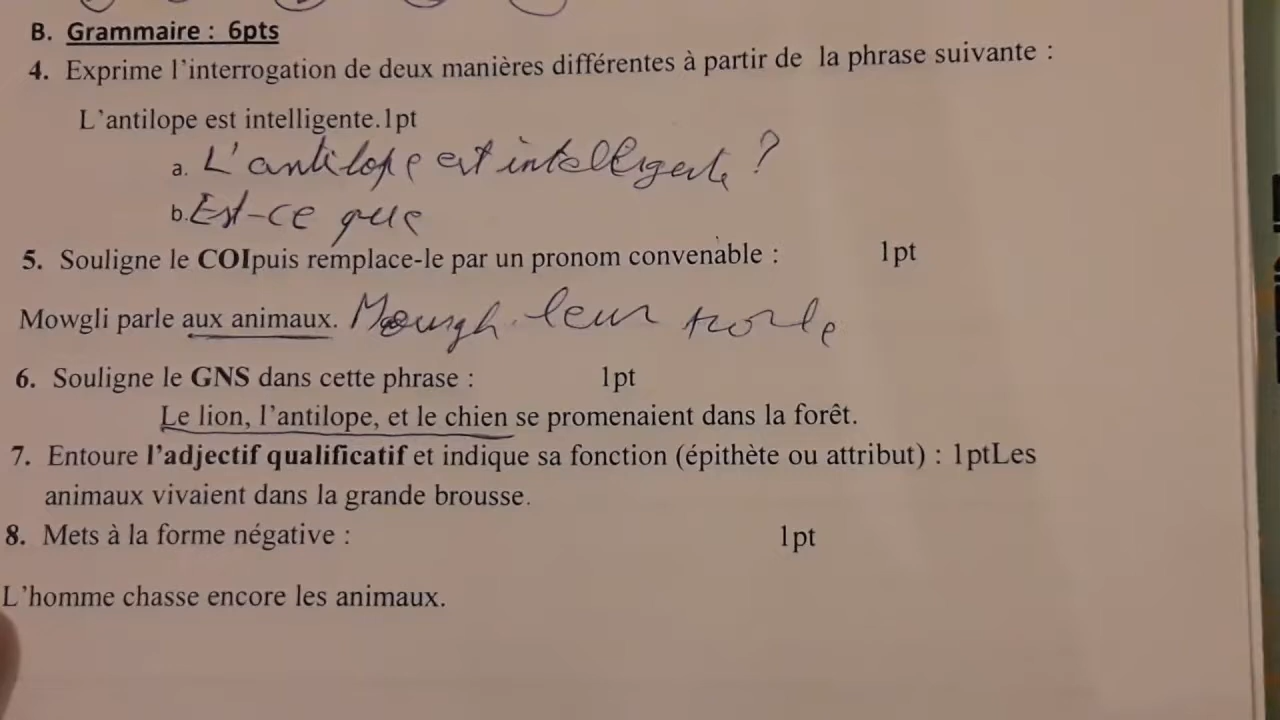 B. Grammaire : 6pts
4. Exprime l'interrogation de deux manières différentes à partir de la phrase suivante :
L'antilope est intelligente.1pt
a. L'antilope est intelligente ?
b. Est-ce que
5. Souligne le COIpuis remplace-le par un pronom convenable : 1pt
Mowgli parle aux animaux. leur parle
6. Souligne le GNS dans cette phrase : 1pt
Le lion, l'antilope, et le chien se promenaient dans la forêt.
7. Entoure l'adjectif qualificatif et indique sa fonction (épithète ou attribut) : 1ptLes
animaux vivaient dans la grande brousse.
8. Mets à la forme négative : 1pt
L'homme chasse encore les animaux.